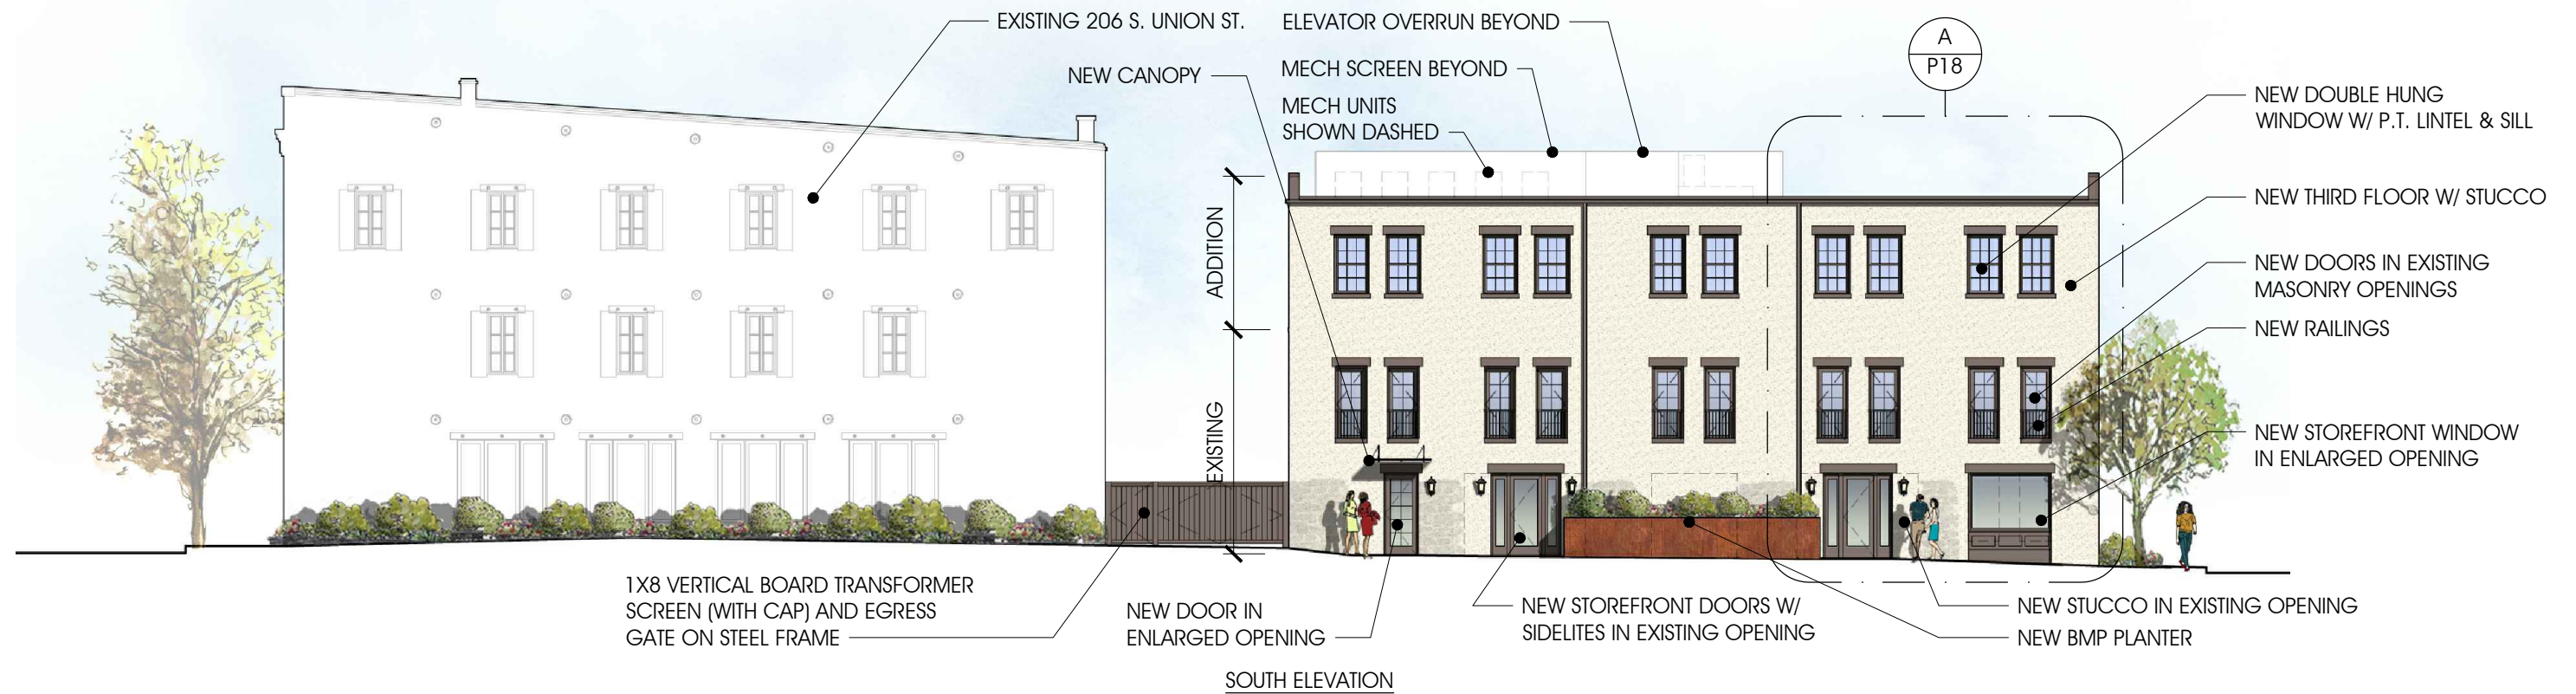 EXISTING 206 S. UNION ST.
ELEVATOR OVERRUN BEYOND
NEW CANOPY
MECH SCREEN BEYOND
MECH UNITS
SHOWN DASHED
A
P18
NEW DOUBLE HUNG
WINDOW W/ P.T. LINTEL & SILL
NEW THIRD FLOOR W/ STUCCO
NEW DOORS IN EXISTING
MASONRY OPENINGS
NEW RAILINGS
NEW STOREFRONT WINDOW
IN ENLARGED OPENING
ADDITION
EXISTING
1X8 VERTICAL BOARD TRANSFORMER
SCREEN (WITH CAP) AND EGRESS
GATE ON STEEL FRAME
NEW DOOR IN
ENLARGED OPENING
NEW STOREFRONT DOORS W/
SIDELITES IN EXISTING OPENING
NEW STUCCO IN EXISTING OPENING
NEW BMP PLANTER
SOUTH ELEVATION